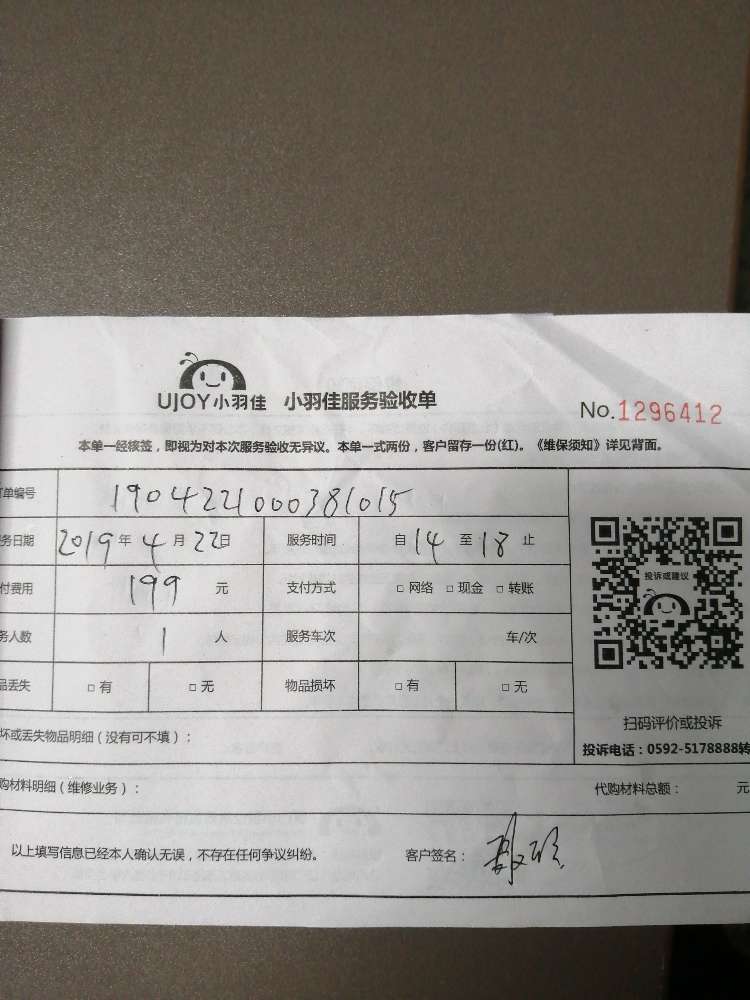 UJOY小羽佳 小羽佳服务验收单
No.1296412
本单一经核签，即视为对本次服务验收无异议。本单一式两份，客户留存一份(红)。《维保须知》详见背面。
单编号 1904221000381015
务日期 2019年4月22日 服务时间 自14至18止
付费用 199元 支付方式 □网络 □现金 □转账
务人数 1人 服务车次 车/次
品丢失 □有 □无 物品损坏 □有 □无
投诉或建议
扫码评价或投诉
投诉电话：0592-5178888转
坏或丢失物品明细（没有可不填）：
购材料明细（维修业务）： 代购材料总额： 元
以上填写信息已经本人确认无误，不存在任何争议纠纷。 客户签名：